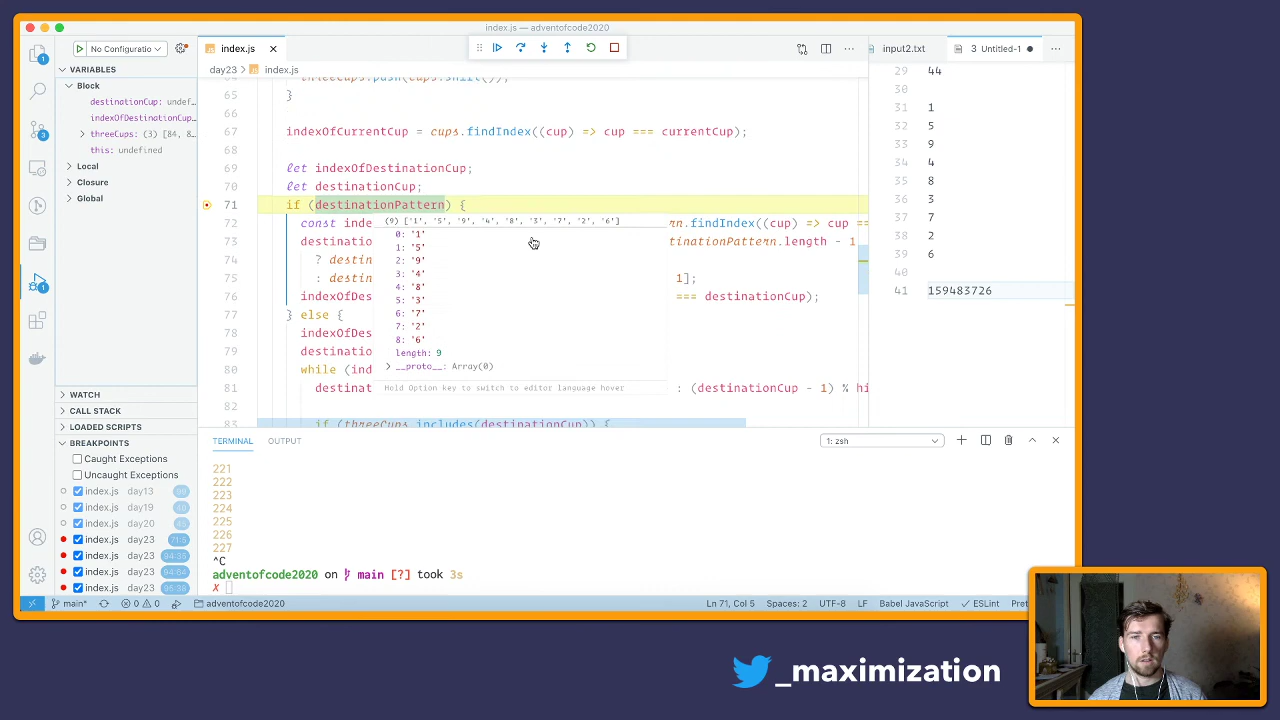 index.js — adventofcode2020
No Configuratio
index.js
input2.txt
3 Untitled-1
VARIABLES
Block
destinationCup: undef…
indexOfDestinationCup…
threeCups: (3) [84, 8…
this: undefined
Local
Closure
Global
WATCH
CALL STACK
LOADED SCRIPTS
BREAKPOINTS
Caught Exceptions
Uncaught Exceptions
index.js day13
index.js day19
index.js day20
index.js day23 71:5
index.js day23
index.js day23
index.js day23
day23 > index.js
65 }
66
67 indexOfCurrentCup = cups.findIndex((cup) => cup === currentCup);
68
69 let indexOfDestinationCup;
70 let destinationCup;
71 if (destinationPattern) {
72 const inde rn.findIndex((cup) => cup ==
73 destinatio tinationPattern.length - 1
74 ? destin
75 : destin 1];
76 indexOfDes === destinationCup);
77 } else {
78 indexOfDes
79 destinatio
80 while (ind
81 destinat : (destinationCup - 1) % hi
82
83 if (threeCups.includes(destinationCup)) {
(9) ['1', '5', '9', '4', '8', '3', '7', '2', '6']
0: '1'
1: '5'
2: '9'
3: '4'
4: '8'
5: '3'
6: '7'
7: '2'
8: '6'
length: 9
__proto__: Array(0)
Hold Option key to switch to editor language hover
29 44
30
31 1
32 5
33 9
34 4
35 8
36 3
37 7
38 2
39 6
40
41 159483726
TERMINAL OUTPUT
1: zsh
221
222
223
224
225
226
227
^C
adventofcode2020 on main [?] took 3s
✗
main* 0 0 adventofcode2020
Ln 71, Col 5 Spaces: 2 UTF-8 LF Babel JavaScript ESLint Pret
_maximization